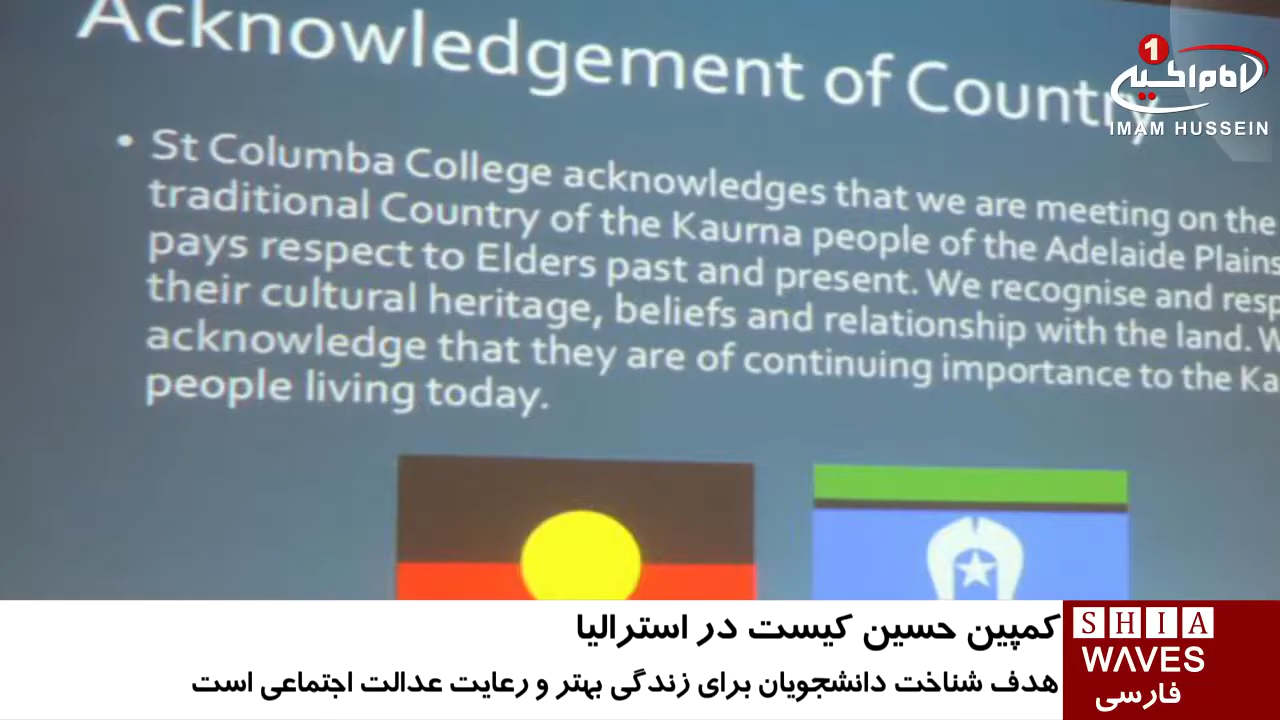 Acknowledgement of Country
• St Columba College acknowledges that we are meeting on the
traditional Country of the Kaurna people of the Adelaide Plains
pays respect to Elders past and present. We recognise and
their cultural heritage, beliefs and relationship with the land.
acknowledge that they are of continuing importance to the
people living today.
1
امام حسین
IMAM HUSSEIN
کمپین حسین کیست در استرالیا
هدف شناخت دانشجویان برای زندگی بهتر و رعایت عدالت اجتماعی است
SHIA
WAVES
فارسی